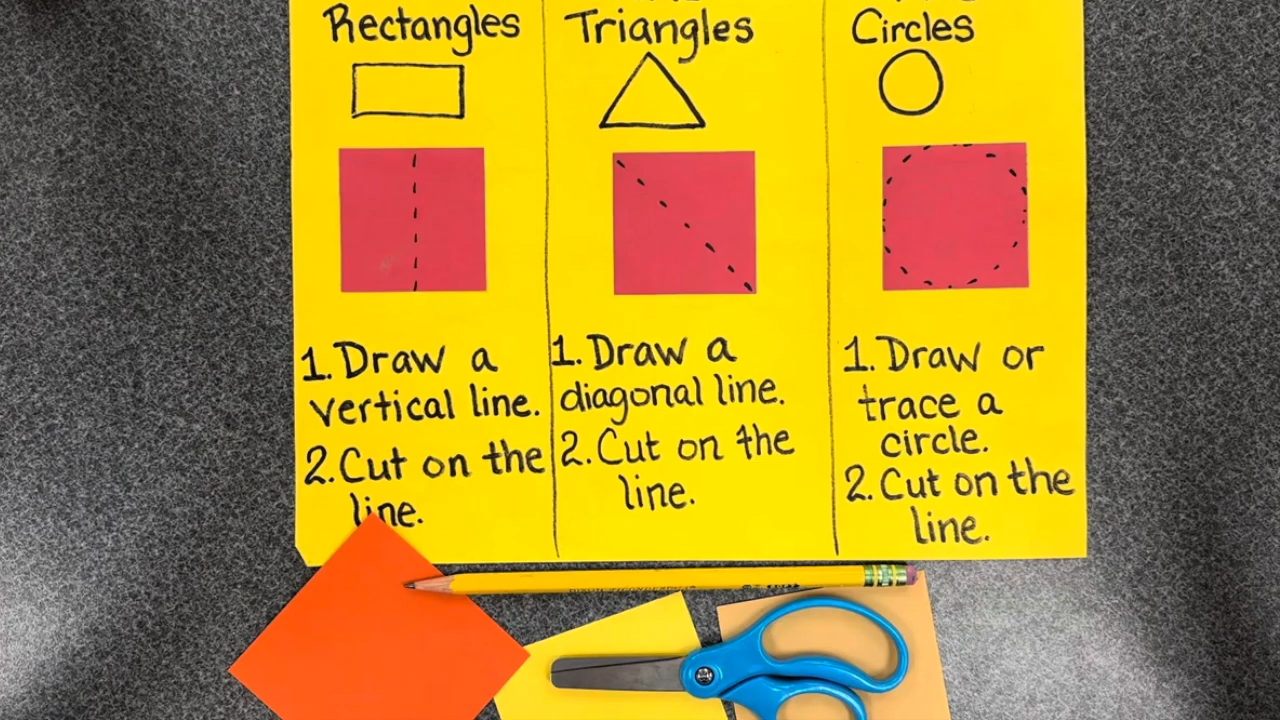 Rectangles
1. Draw a
vertical line.
2. Cut on the
line.
Triangles
1. Draw a
diagonal line.
2. Cut on the
line.
Circles
1. Draw or
trace a
circle.
2. Cut on the
line.